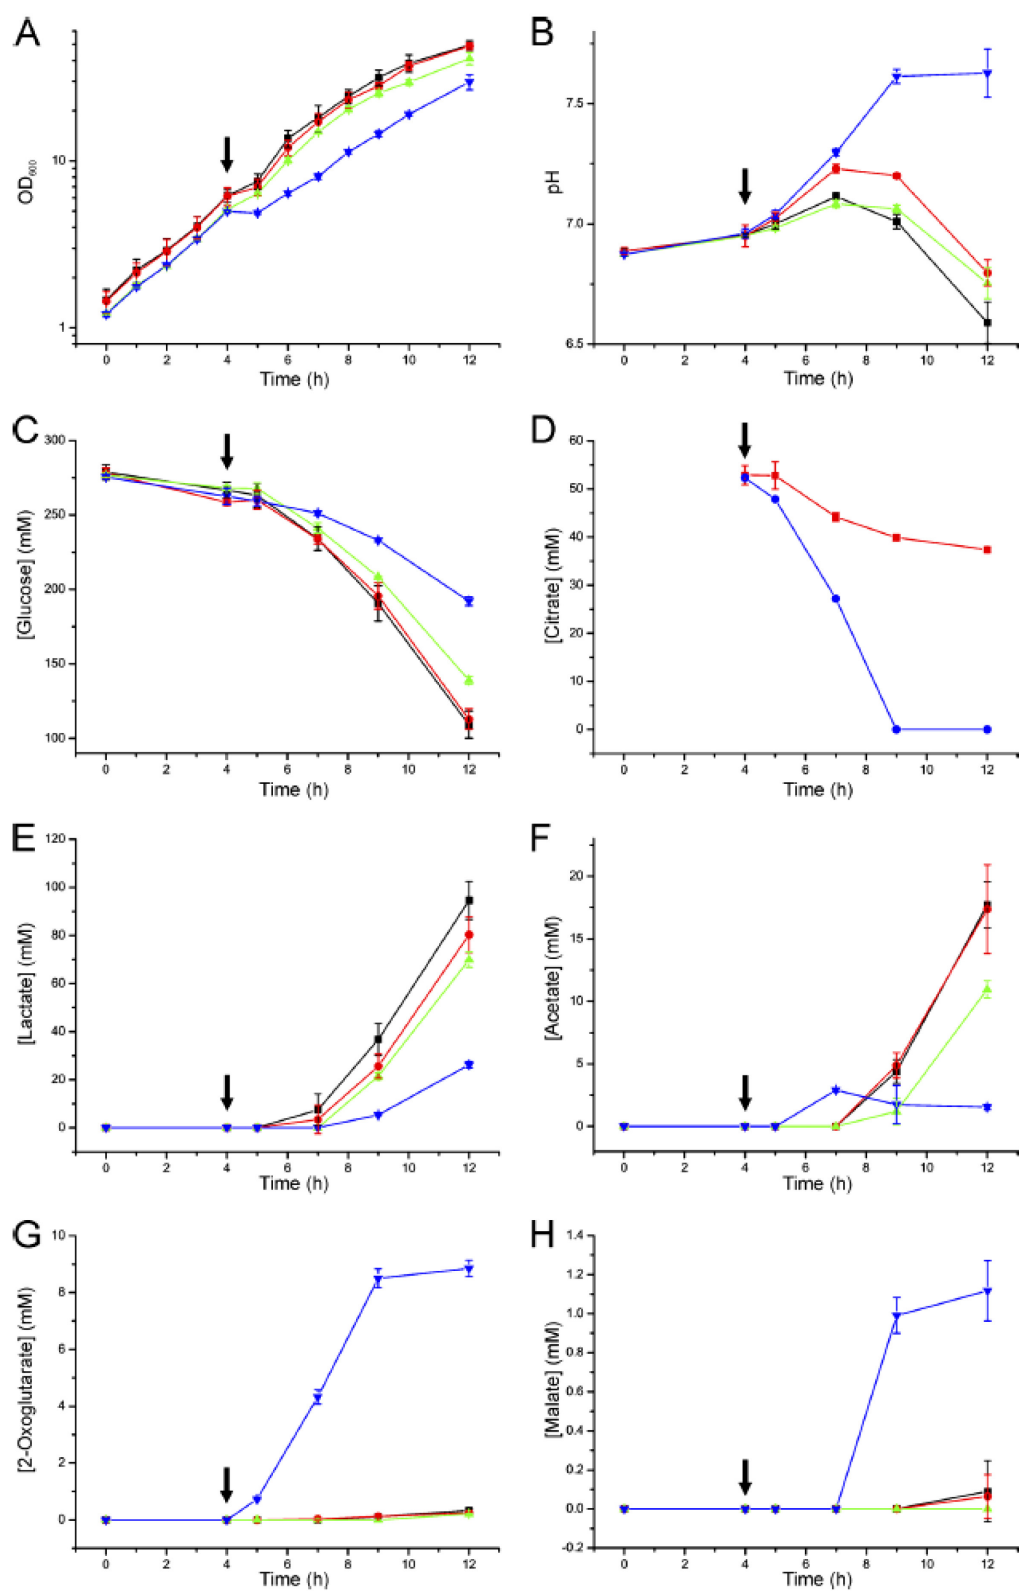 A
OD600
10
1
0 2 4 6 8 10 12
Time (h)
B
pH
7.5
7.0
6.5
0 2 4 6 8 10 12
Time (h)
C
[Glucose] (mM)
300
250
200
150
100
0 2 4 6 8 10 12
Time (h)
D
[Citrate] (mM)
60
50
40
30
20
10
0
0 2 4 6 8 10 12
Time (h)
E
[Lactate] (mM)
120
100
80
60
40
20
0
0 2 4 6 8 10 12
Time (h)
F
[Acetate] (mM)
20
15
10
5
0
0 2 4 6 8 10 12
Time (h)
G
[2-Oxoglutarate] (mM)
10
8
6
4
2
0
0 2 4 6 8 10 12
Time (h)
H
[Malate] (mM)
1.4
1.2
1.0
0.8
0.6
0.4
0.2
0.0
-0.2
0 2 4 6 8 10 12
Time (h)